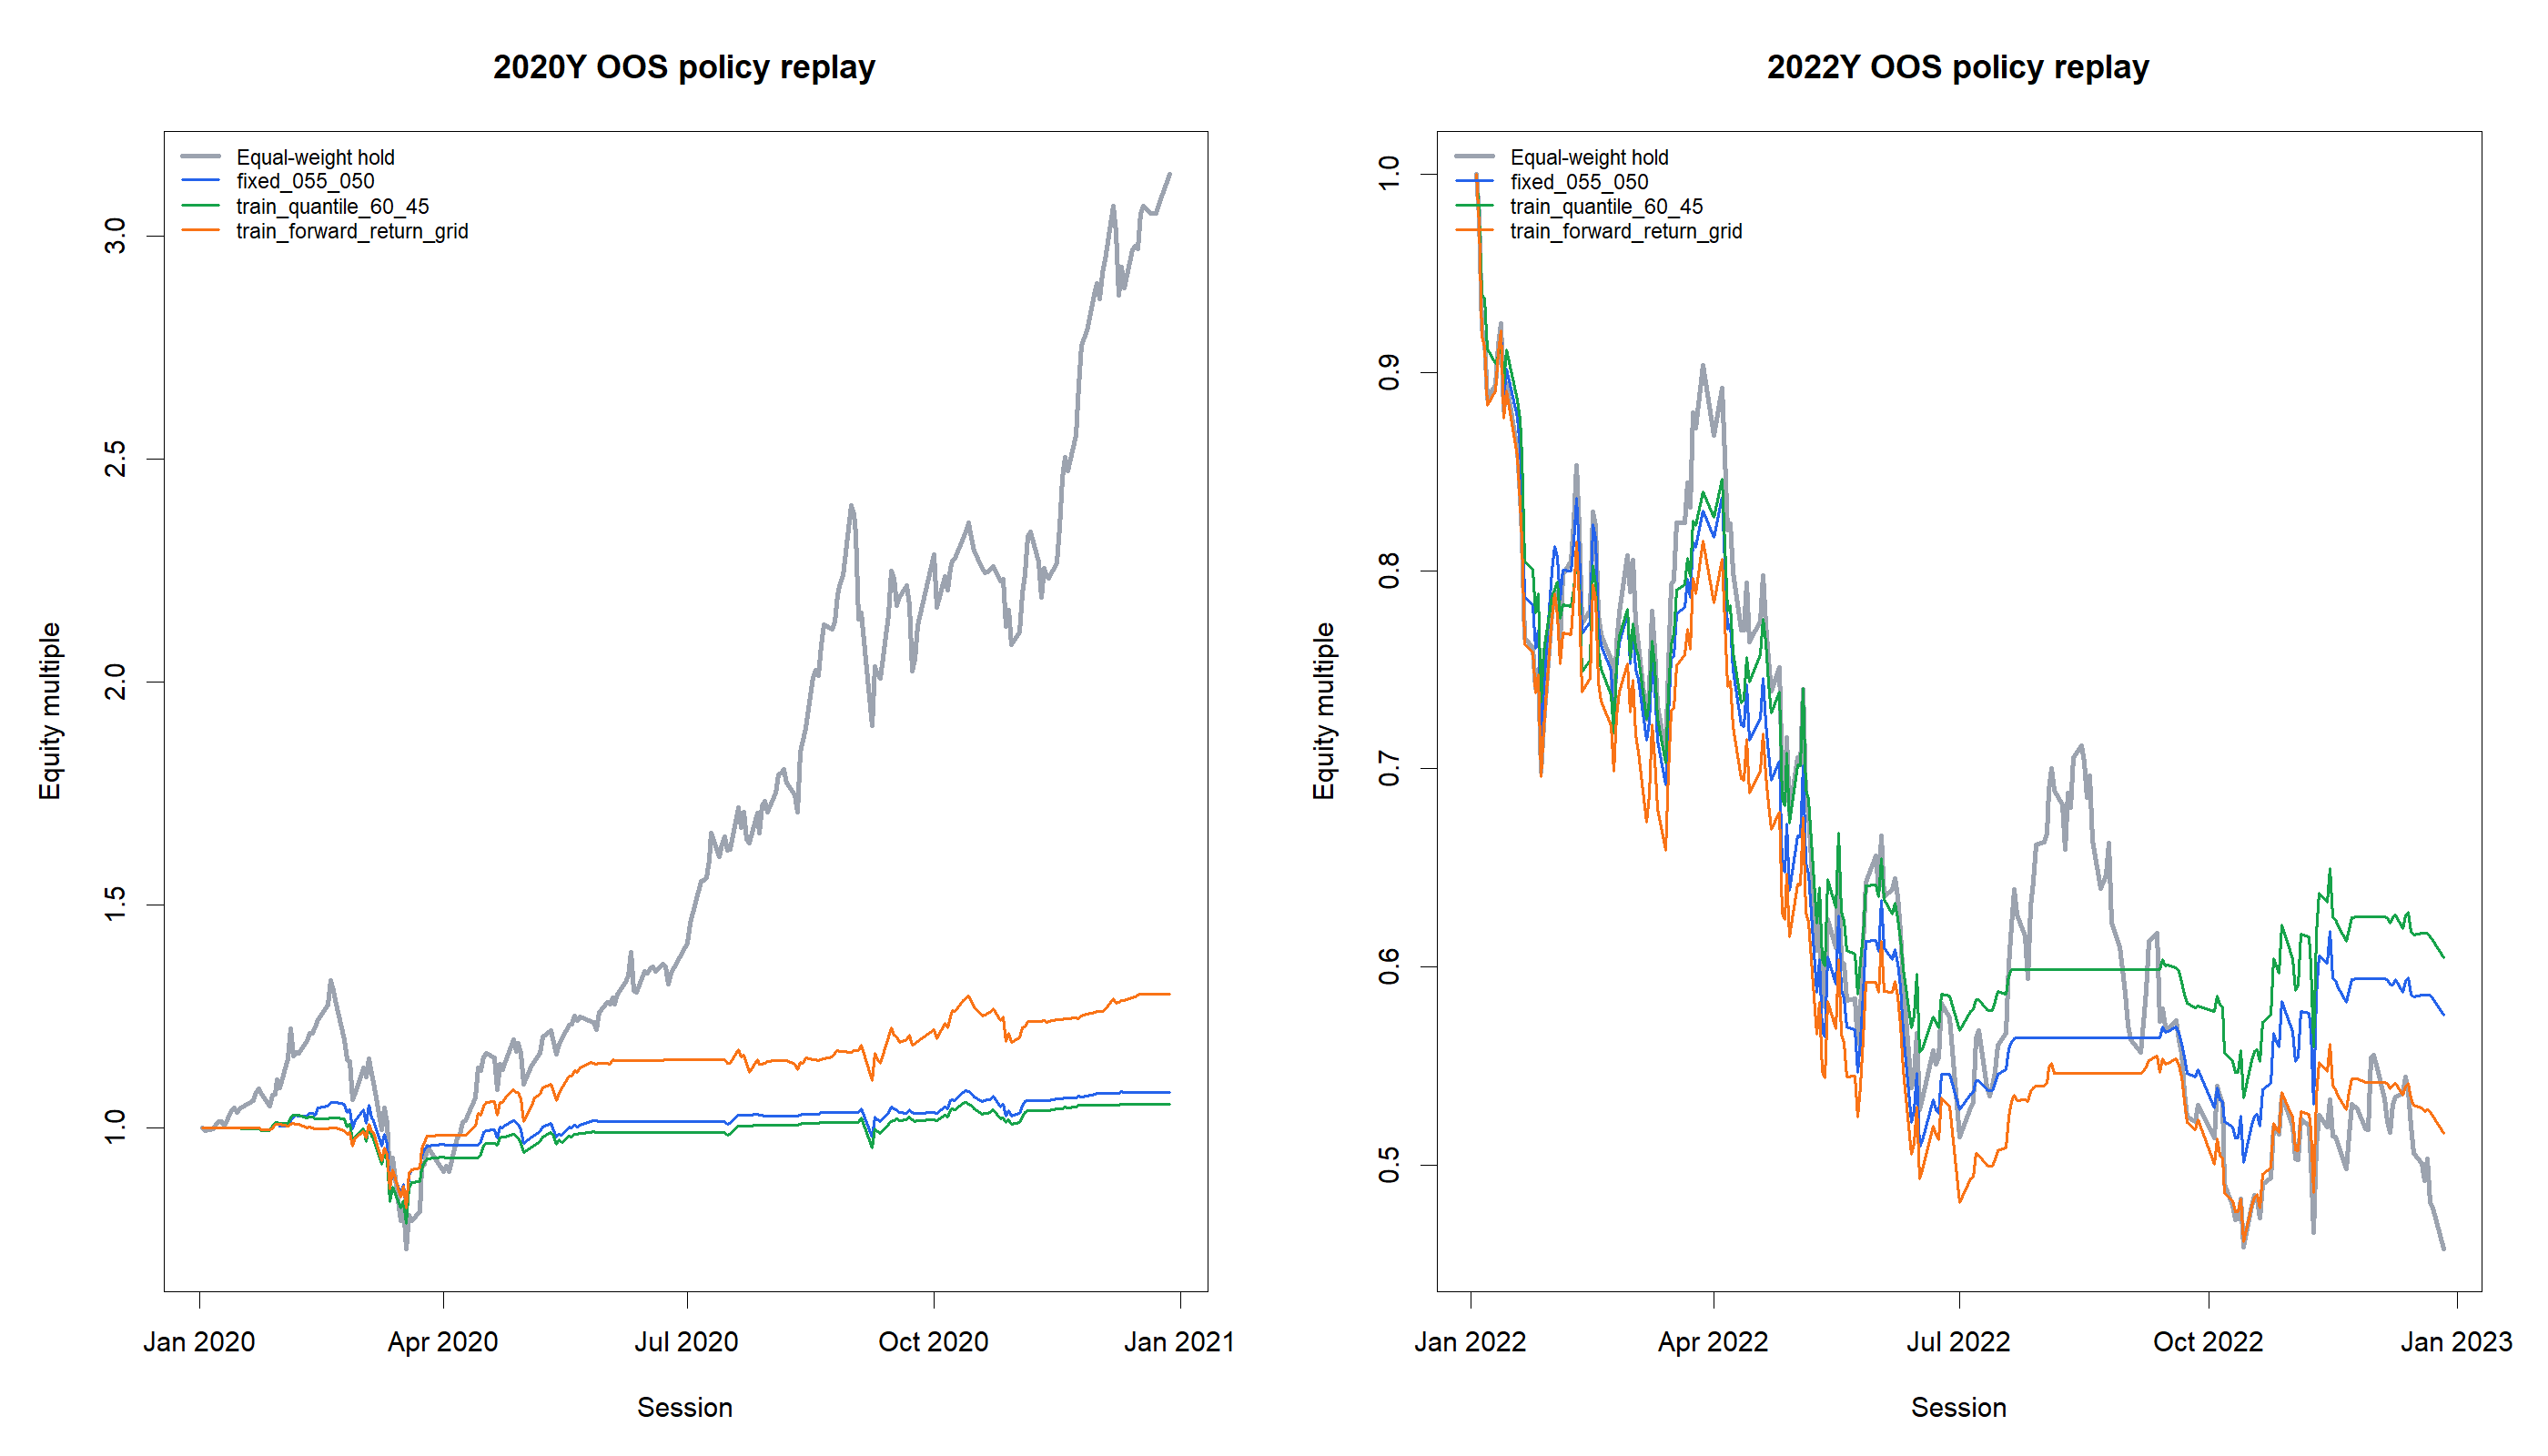 2020Y OOS policy replay
Equal-weight hold
fixed_055_050
train_quantile_60_45
train_forward_return_grid
Equity multiple
3.0
2.5
2.0
1.5
1.0
Jan 2020
Apr 2020
Jul 2020
Oct 2020
Jan 2021
Session
2022Y OOS policy replay
Equal-weight hold
fixed_055_050
train_quantile_60_45
train_forward_return_grid
Equity multiple
1.0
0.9
0.8
0.7
0.6
0.5
Jan 2022
Apr 2022
Jul 2022
Oct 2022
Jan 2023
Session